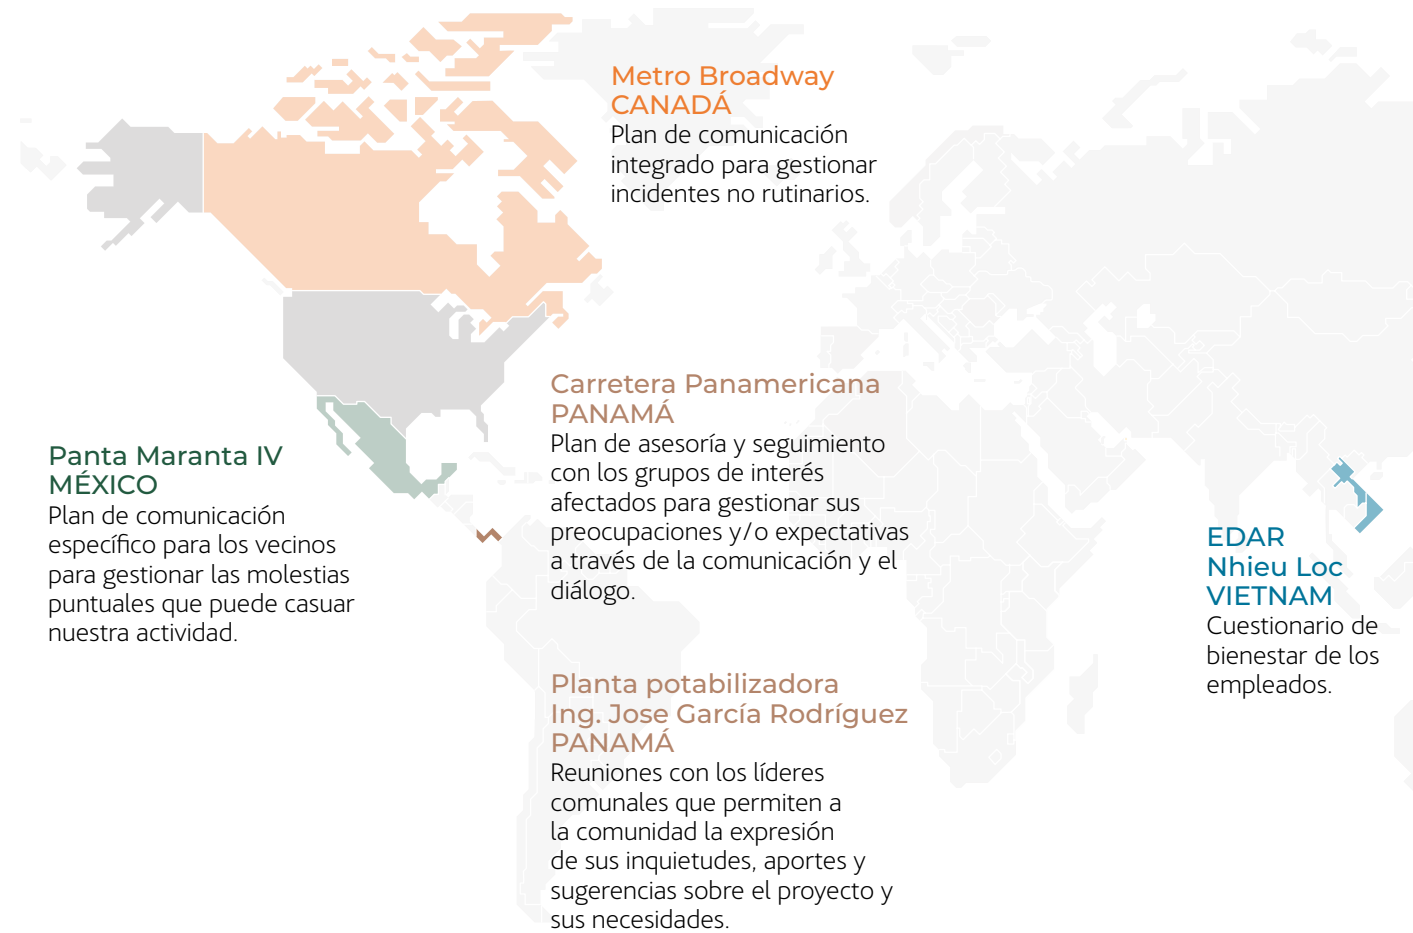 Metro Broadway
CANADÁ
Plan de comunicación
integrado para gestionar
incidentes no rutinarios.
Carretera Panamericana
PANAMÁ
Plan de asesoría y seguimiento
con los grupos de interés
afectados para gestionar sus
preocupaciones y/o expectativas
a través de la comunicación y el
diálogo.
Panta Maranta IV
MÉXICO
Plan de comunicación
específico para los vecinos
para gestionar las molestias
puntuales que puede casuar
nuestra actividad.
EDAR
Nhieu Loc
VIETNAM
Cuestionario de
bienestar de los
empleados.
Planta potabilizadora
Ing. Jose García Rodríguez
PANAMÁ
Reuniones con los líderes
comunales que permiten a
la comunidad la expresión
de sus inquietudes, aportes y
sugerencias sobre el proyecto y
sus necesidades.